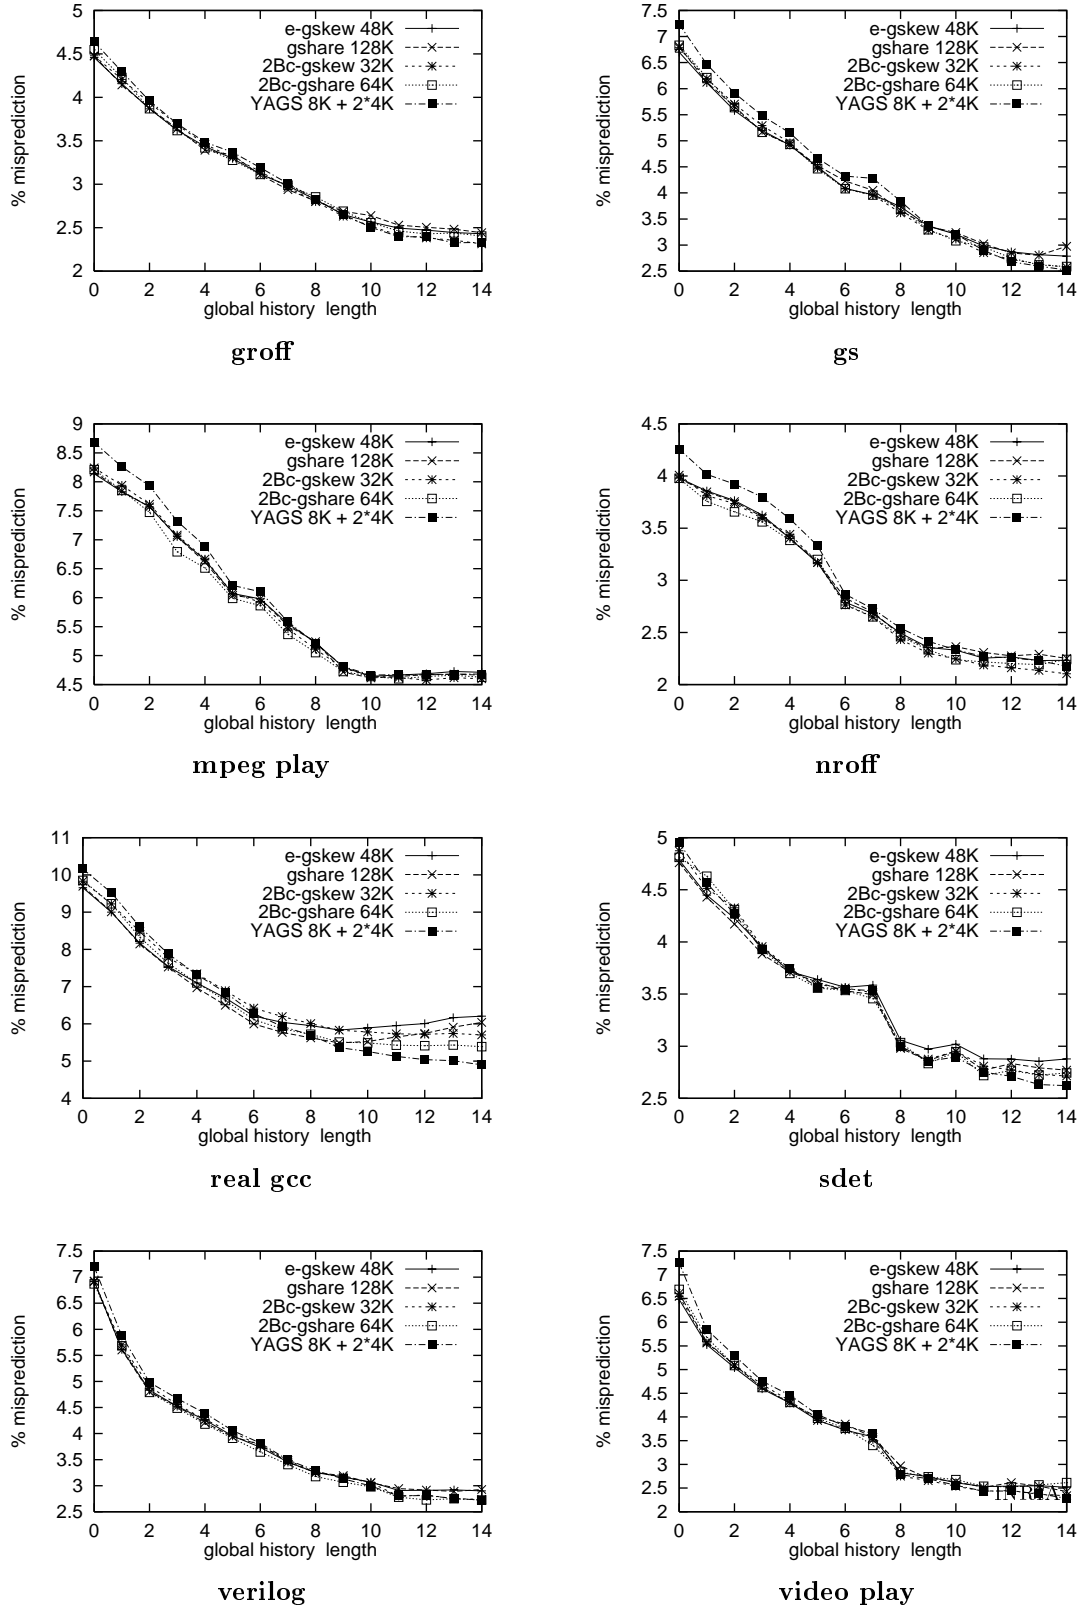 % misprediction
5
4.5
4
3.5
3
2.5
2
e-gskew 48K
gshare 128K
2Bc-gskew 32K
2Bc-gshare 64K
YAGS 8K + 2*4K
0 2 4 6 8 10 12 14
global history length
groff
% misprediction
7.5
7
6.5
6
5.5
5
4.5
4
3.5
3
2.5
e-gskew 48K
gshare 128K
2Bc-gskew 32K
2Bc-gshare 64K
YAGS 8K + 2*4K
0 2 4 6 8 10 12 14
global history length
gs
% misprediction
9
8.5
8
7.5
7
6.5
6
5.5
5
4.5
e-gskew 48K
gshare 128K
2Bc-gskew 32K
2Bc-gshare 64K
YAGS 8K + 2*4K
0 2 4 6 8 10 12 14
global history length
mpeg play
% misprediction
4.5
4
3.5
3
2.5
2
e-gskew 48K
gshare 128K
2Bc-gskew 32K
2Bc-gshare 64K
YAGS 8K + 2*4K
0 2 4 6 8 10 12 14
global history length
nroff
% misprediction
11
10
9
8
7
6
5
4
e-gskew 48K
gshare 128K
2Bc-gskew 32K
2Bc-gshare 64K
YAGS 8K + 2*4K
0 2 4 6 8 10 12 14
global history length
real gcc
% misprediction
5
4.5
4
3.5
3
2.5
e-gskew 48K
gshare 128K
2Bc-gskew 32K
2Bc-gshare 64K
YAGS 8K + 2*4K
0 2 4 6 8 10 12 14
global history length
sdet
% misprediction
7.5
7
6.5
6
5.5
5
4.5
4
3.5
3
2.5
e-gskew 48K
gshare 128K
2Bc-gskew 32K
2Bc-gshare 64K
YAGS 8K + 2*4K
0 2 4 6 8 10 12 14
global history length
verilog
% misprediction
7.5
7
6.5
6
5.5
5
4.5
4
3.5
3
2.5
2
e-gskew 48K
gshare 128K
2Bc-gskew 32K
2Bc-gshare 64K
YAGS 8K + 2*4K
INRIA
0 2 4 6 8 10 12 14
global history length
video play